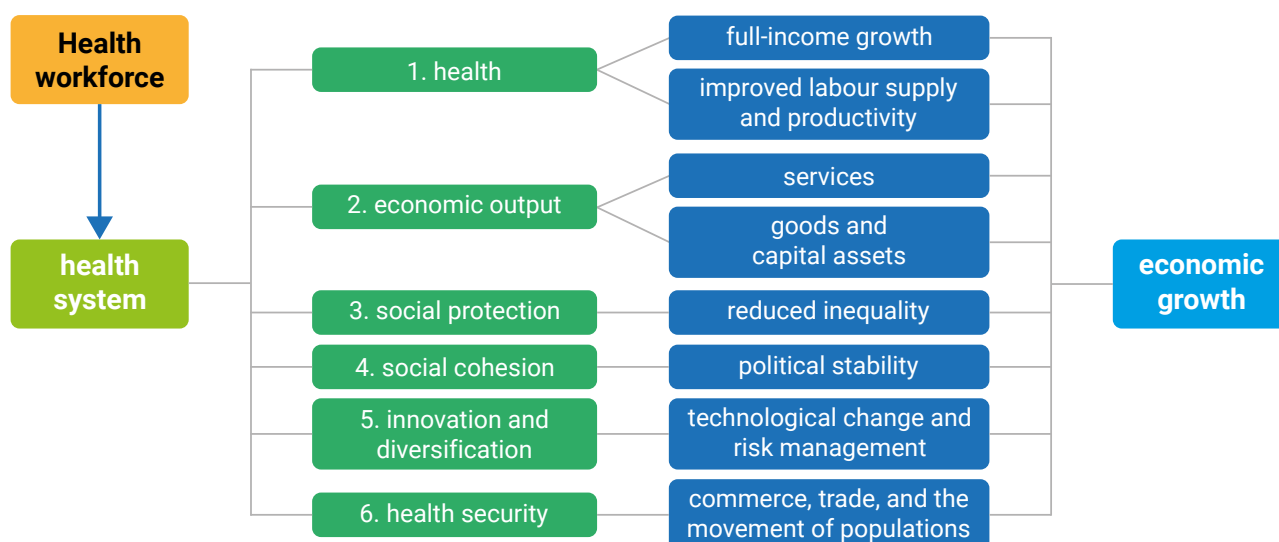 Health
workforce
health
system
1. health
2. economic output
3. social protection
4. social cohesion
5. innovation and
diversification
6. health security
full-income growth
improved labour supply
and productivity
services
goods and
capital assets
reduced inequality
political stability
technological change and
risk management
commerce, trade, and the
movement of populations
economic
growth